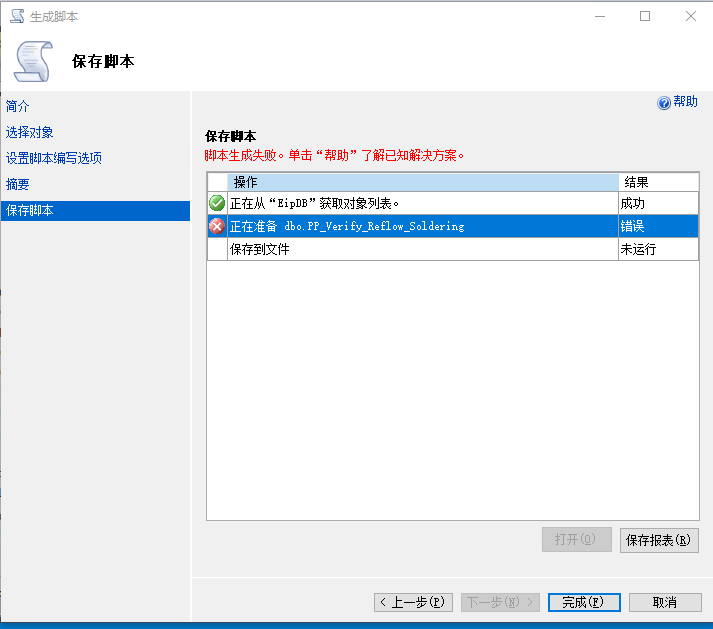 生成脚本
保存脚本
帮助
简介
选择对象
设置脚本编写选项
摘要
保存脚本
保存脚本
脚本生成失败。单击“帮助”了解已知解决方案。
操作 结果
正在从“EipDB”获取对象列表。 成功
正在准备 dbo.PP_Verify_Reflow_Soldering 错误
保存到文件 未运行
打开(O) 保存报表(R)
< 上一步(P) 下一步(N) > 完成(F) 取消